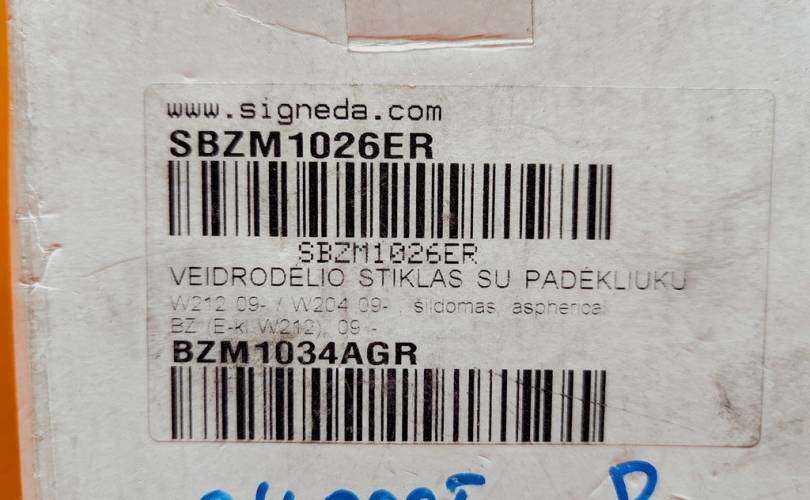 www.signeda.com
SBZM1026ER
SBZM1026ER
VEIDRODĖLIO STIKLAS SU PADĖKLIUKU
W212 09- / W204 09- , šildomas, aspherical
BZ (E-kl W212), 09 -
BZM1034AGR